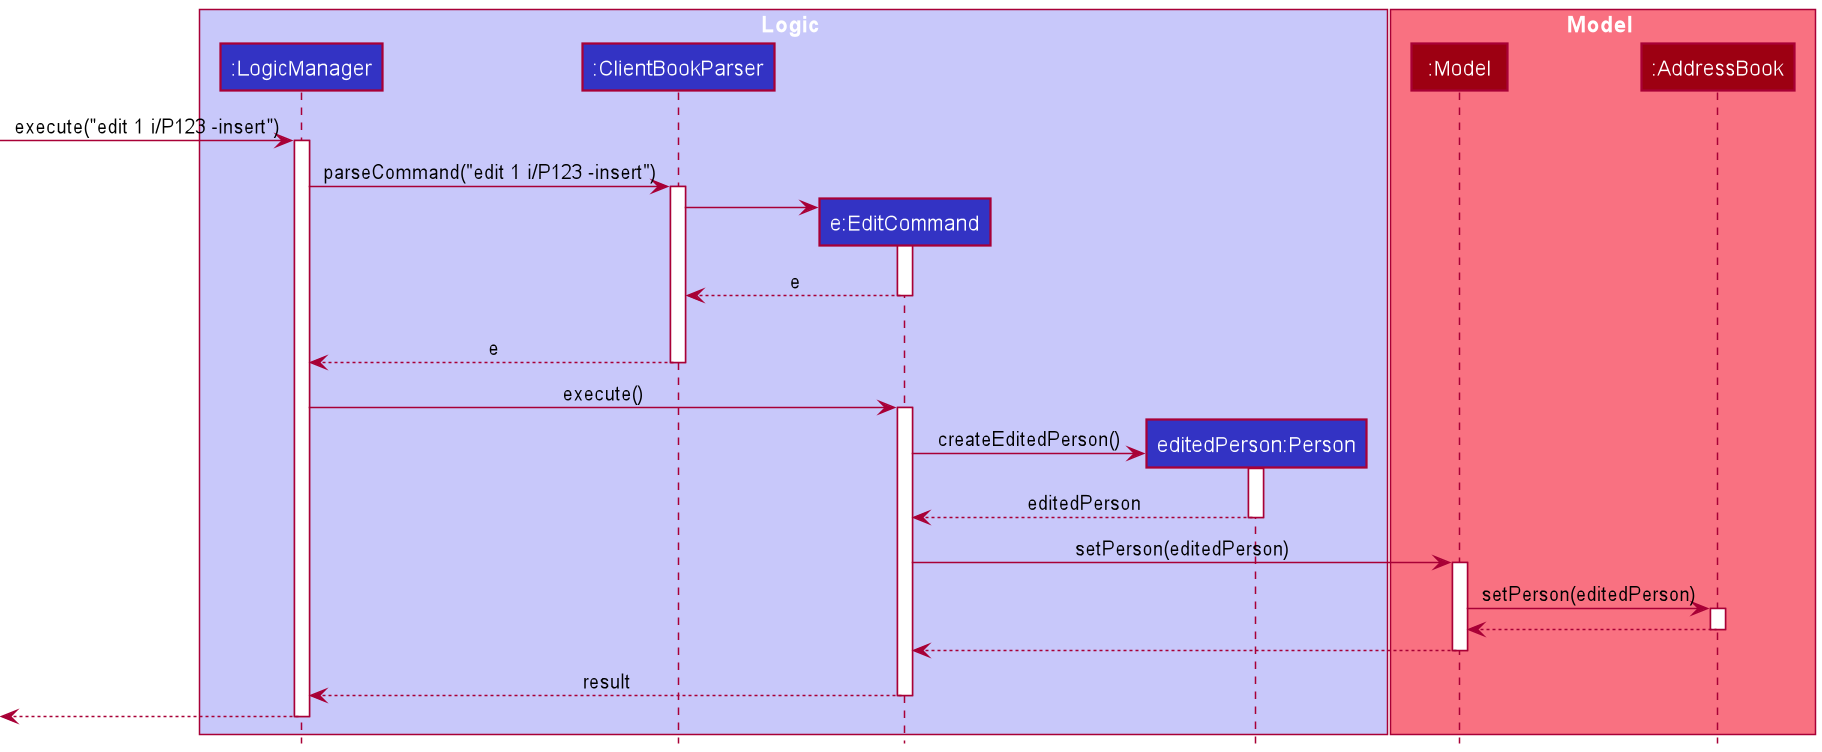 Logic
Model
:LogicManager
:ClientBookParser
:Model
:AddressBook
execute("edit 1 i/P123 -insert")
parseCommand("edit 1 i/P123 -insert")
e:EditCommand
e
e
execute()
createEditedPerson()
editedPerson:Person
editedPerson
setPerson(editedPerson)
setPerson(editedPerson)
result